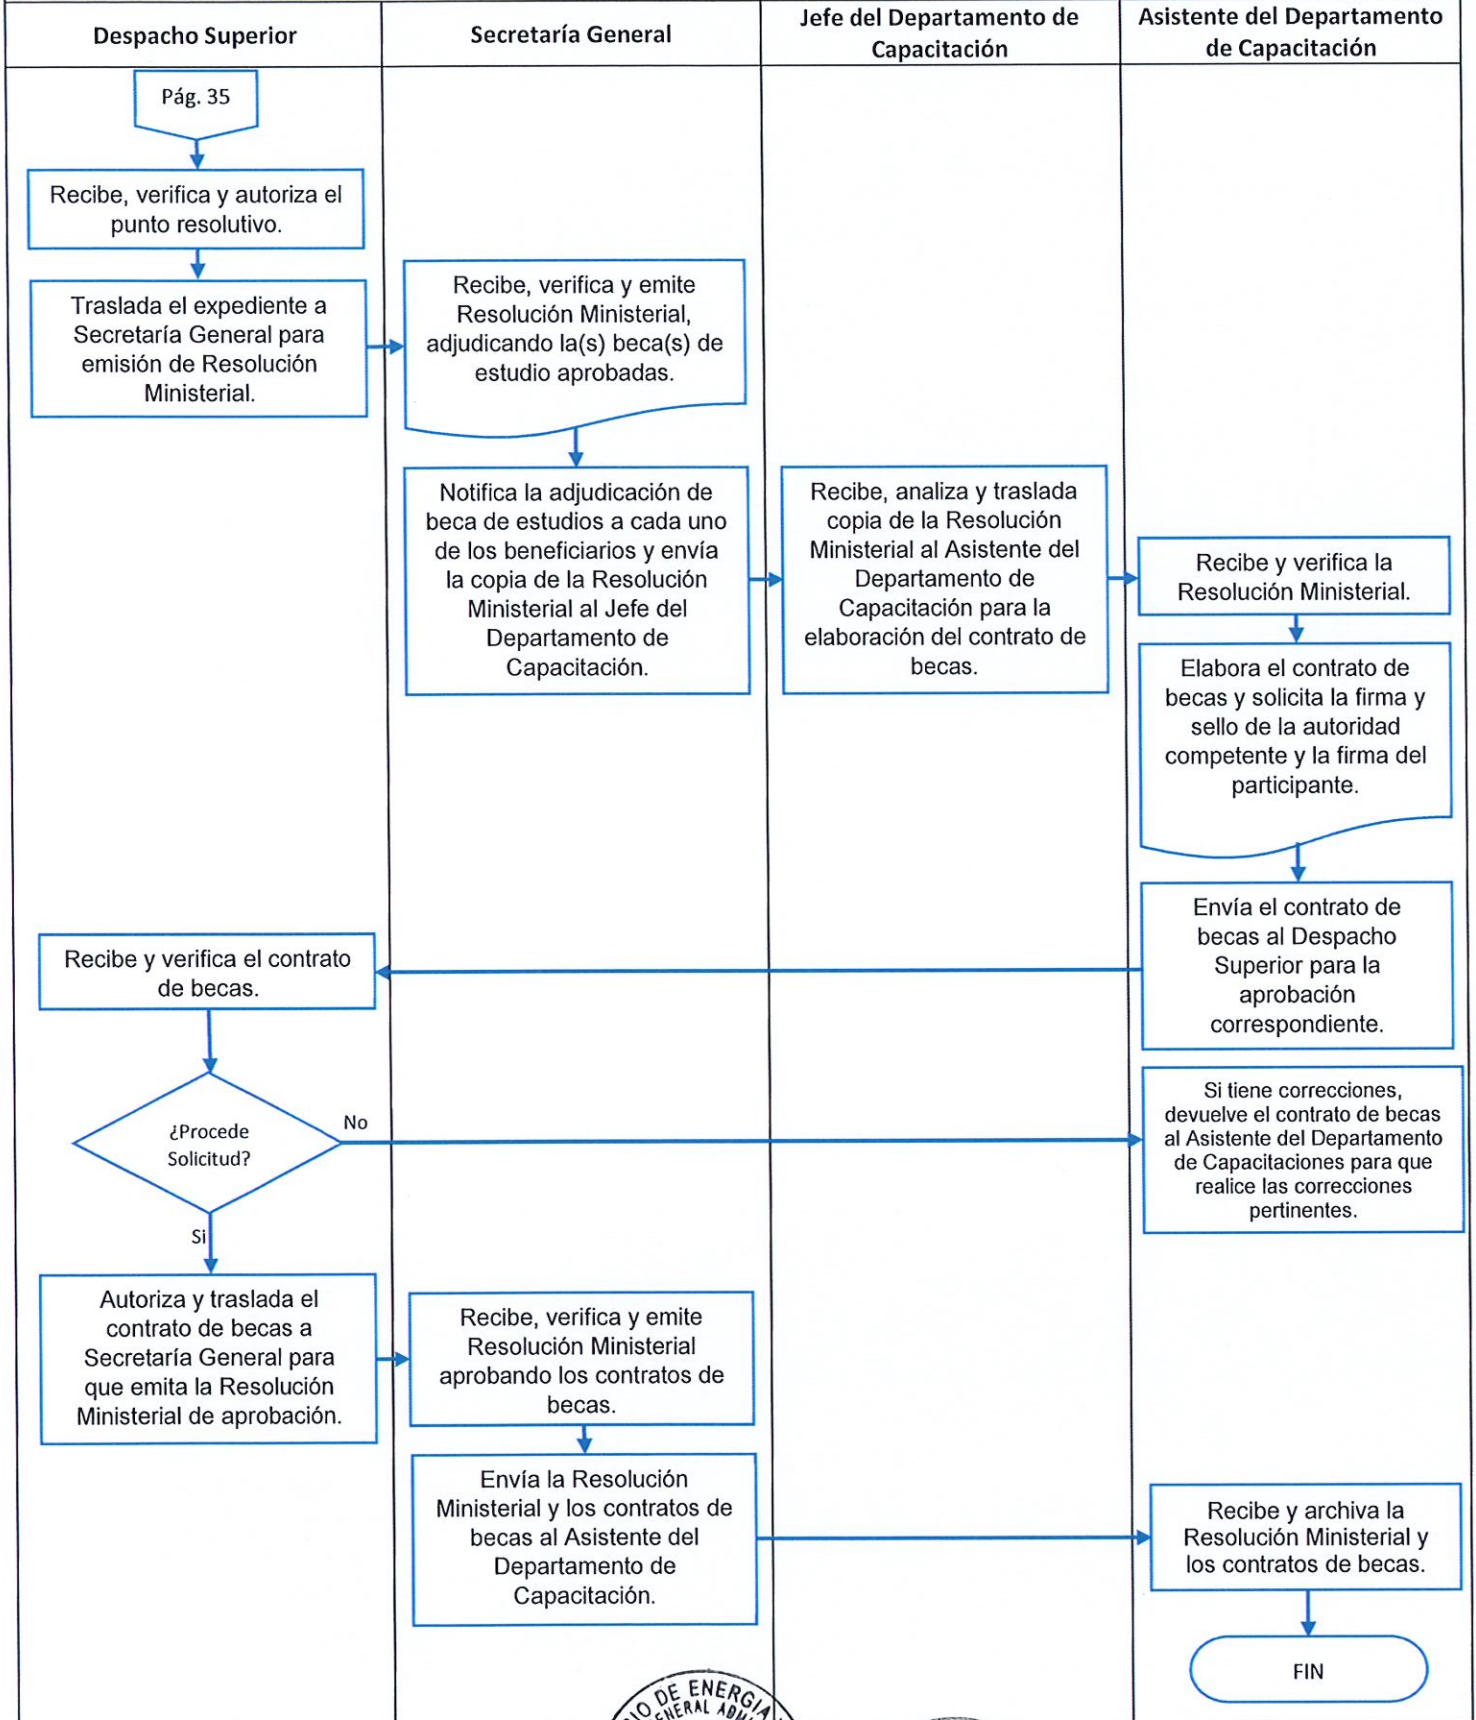 Despacho Superior
Secretaría General
Jefe del Departamento de
Capacitación
Asistente del Departamento
de Capacitación
Pág. 35
Recibe, verifica y autoriza el
punto resolutivo.
Traslada el expediente a
Secretaría General para
emisión de Resolución
Ministerial.
Recibe, verifica y emite
Resolución Ministerial,
adjudicando la(s) beca(s) de
estudio aprobadas.
Notifica la adjudicación de
beca de estudios a cada uno
de los beneficiarios y envía
la copia de la Resolución
Ministerial al Jefe del
Departamento de
Capacitación.
Recibe, analiza y traslada
copia de la Resolución
Ministerial al Asistente del
Departamento de
Capacitación para la
elaboración del contrato de
becas.
Recibe y verifica la
Resolución Ministerial.
Elabora el contrato de
becas y solicita la firma y
sello de la autoridad
competente y la firma del
participante.
Envía el contrato de
becas al Despacho
Superior para la
aprobación
correspondiente.
Recibe y verifica el contrato
de becas.
¿Procede
Solicitud?
No
Si tiene correcciones,
devuelve el contrato de becas
al Asistente del Departamento
de Capacitaciones para que
realice las correcciones
pertinentes.
Si
Autoriza y traslada el
contrato de becas a
Secretaría General para
que emita la Resolución
Ministerial de aprobación.
Recibe, verifica y emite
Resolución Ministerial
aprobando los contratos de
becas.
Envía la Resolución
Ministerial y los contratos de
becas al Asistente del
Departamento de
Capacitación.
Recibe y archiva la
Resolución Ministerial y
los contratos de becas.
FIN
DE ENERGIA